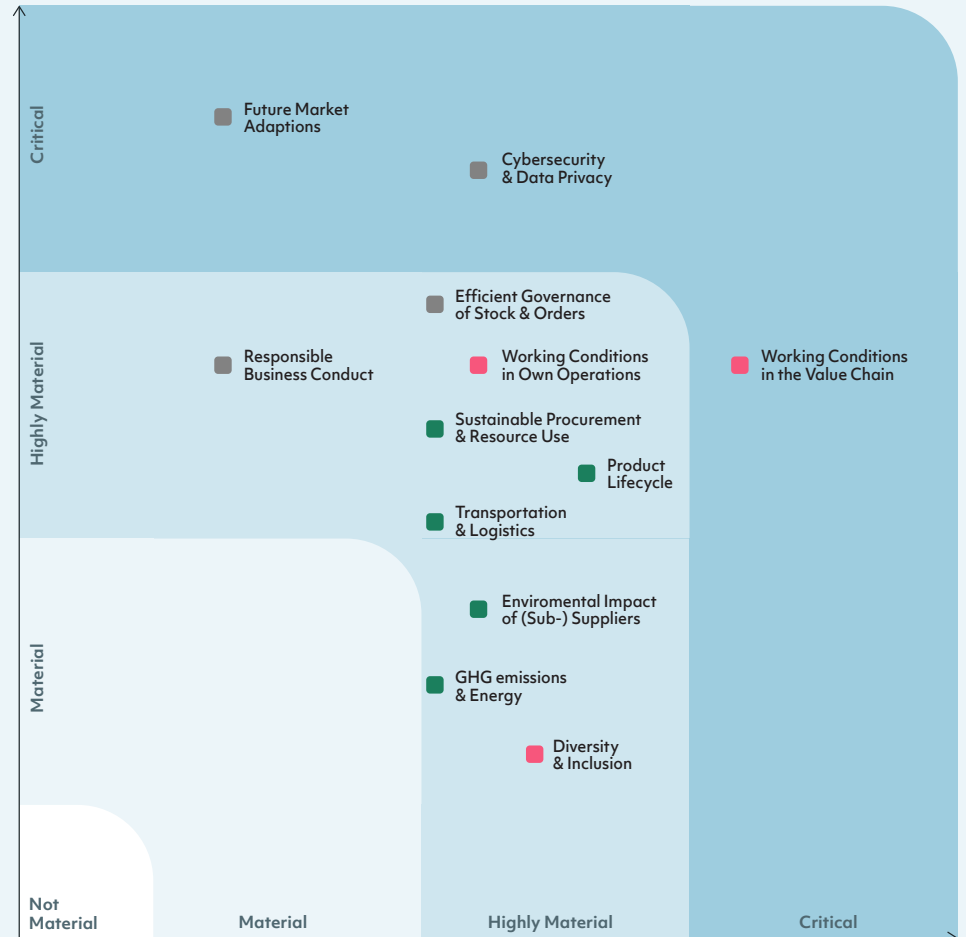 Critical
Future Market
Adaptions
Cybersecurity
& Data Privacy
Highly Material
Efficient Governance
of Stock & Orders
Responsible
Business Conduct
Working Conditions
in Own Operations
Working Conditions
in the Value Chain
Sustainable Procurement
& Resource Use
Product
Lifecycle
Transportation
& Logistics
Material
Enviromental Impact
of (Sub-) Suppliers
GHG emissions
& Energy
Diversity
& Inclusion
Not
Material
Material
Highly Material
Critical